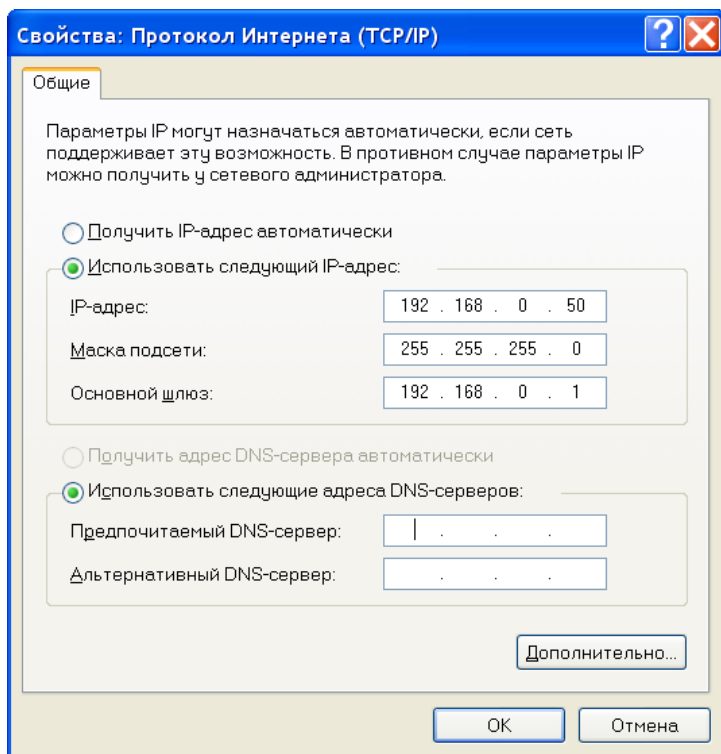 Свойства: Протокол Интернета (TCP/IP)
Общие
Параметры IP могут назначаться автоматически, если сеть
поддерживает эту возможность. В противном случае параметры IP
можно получить у сетевого администратора.
Получить IP-адрес автоматически
Использовать следующий IP-адрес:
IP-адрес: 192 . 168 . 0 . 50
Маска подсети: 255 . 255 . 255 . 0
Основной шлюз: 192 . 168 . 0 . 1
Получить адрес DNS-сервера автоматически
Использовать следующие адреса DNS-серверов:
Предпочитаемый DNS-сервер: . . .
Альтернативный DNS-сервер: . . .
Дополнительно...
OK Отмена